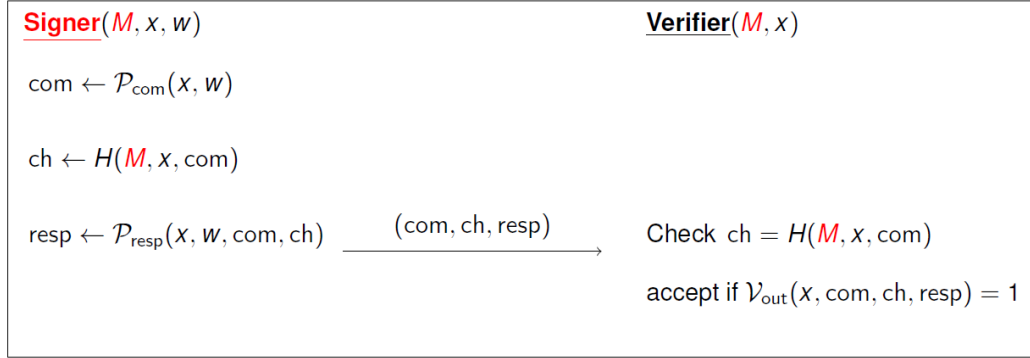 Signer(M, x, w) Verifier(M, x)
com ← 𝒫com(x, w)
ch ← H(M, x, com)
resp ← 𝒫resp(x, w, com, ch) (com, ch, resp) Check ch = H(M, x, com)
accept if 𝒱out(x, com, ch, resp) = 1